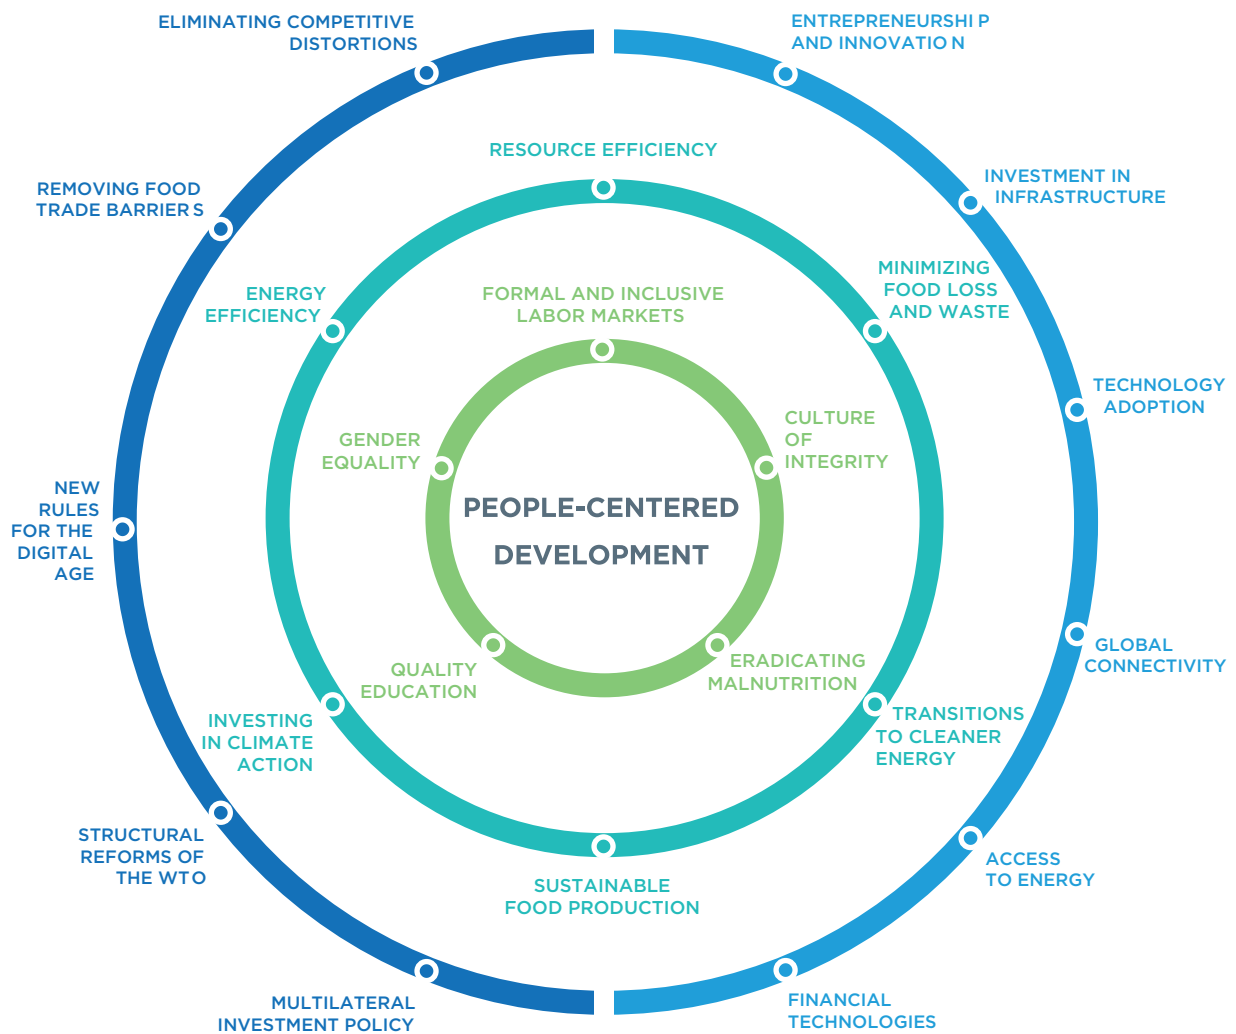 ELIMINATING COMPETITIVE
DISTORTIONS
ENTREPRENEURSHI P
AND INNOVATIO N
RESOURCE EFFICIENCY
REMOVING FOOD
TRADE BARRIER S
INVESTMENT IN
INFRASTRUCTURE
ENERGY
EFFICIENCY
FORMAL AND INCLUSIVE
LABOR MARKETS
MINIMIZING
FOOD LOSS
AND WASTE
TECHNOLOGY
ADOPTION
GENDER
EQUALITY
CULTURE
OF
INTEGRITY
PEOPLE-CENTERED
DEVELOPMENT
NEW
RULES
FOR THE
DIGITAL
AGE
GLOBAL
CONNECTIVITY
QUALITY
EDUCATION
ERADICATING
MALNUTRITION
INVESTING
IN CLIMATE
ACTION
TRANSITIONS
TO CLEANER
ENERGY
STRUCTURAL
REFORMS OF
THE WT O
ACCESS
TO ENERGY
SUSTAINABLE
FOOD PRODUCTION
MULTILATERAL
INVESTMENT POLICY
FINANCIAL
TECHNOLOGIES